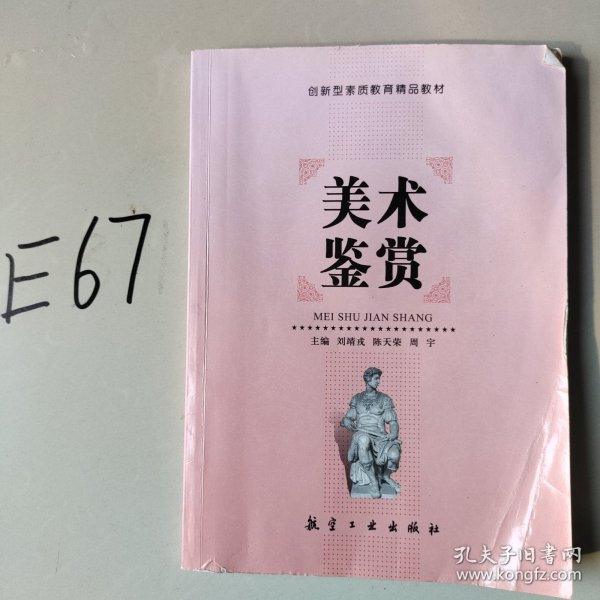 创新型素质教育精品教材
美术
鉴赏
MEI SHU JIAN SHANG
主编 刘靖戎 陈天荣 周宇
航空工业出版社
E67
孔夫子旧书网
www.kongfz.com